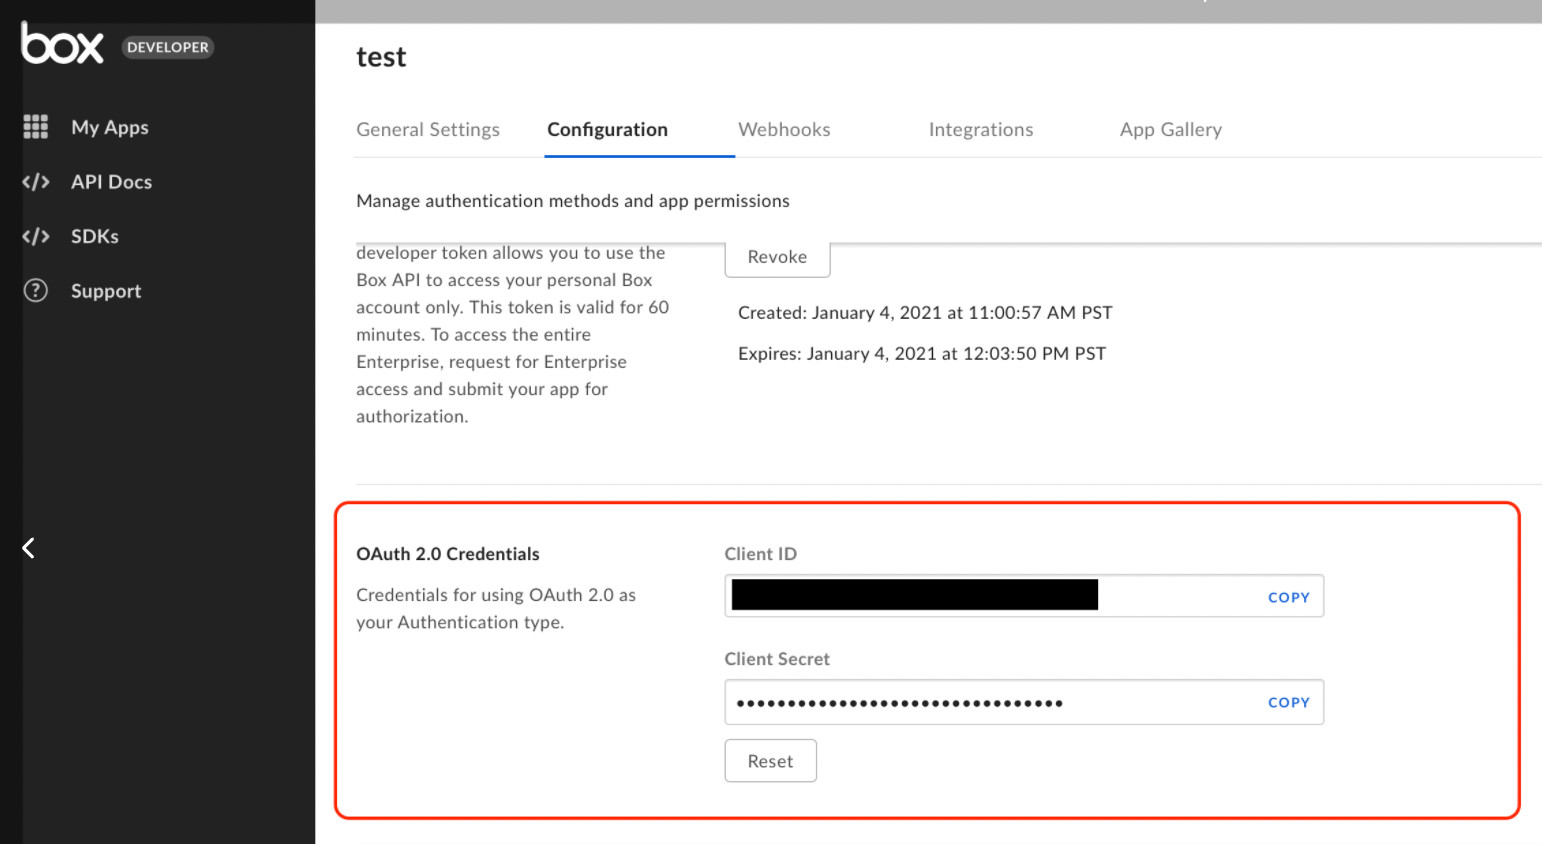 box DEVELOPER
My Apps
API Docs
SDKs
Support
test
General Settings
Configuration
Webhooks
Integrations
App Gallery
Manage authentication methods and app permissions
developer token allows you to use the
Box API to access your personal Box
account only. This token is valid for 60
minutes. To access the entire
Enterprise, request for Enterprise
access and submit your app for
authorization.
Revoke
Created: January 4, 2021 at 11:00:57 AM PST
Expires: January 4, 2021 at 12:03:50 PM PST
OAuth 2.0 Credentials
Credentials for using OAuth 2.0 as
your Authentication type.
Client ID
COPY
Client Secret
COPY
Reset